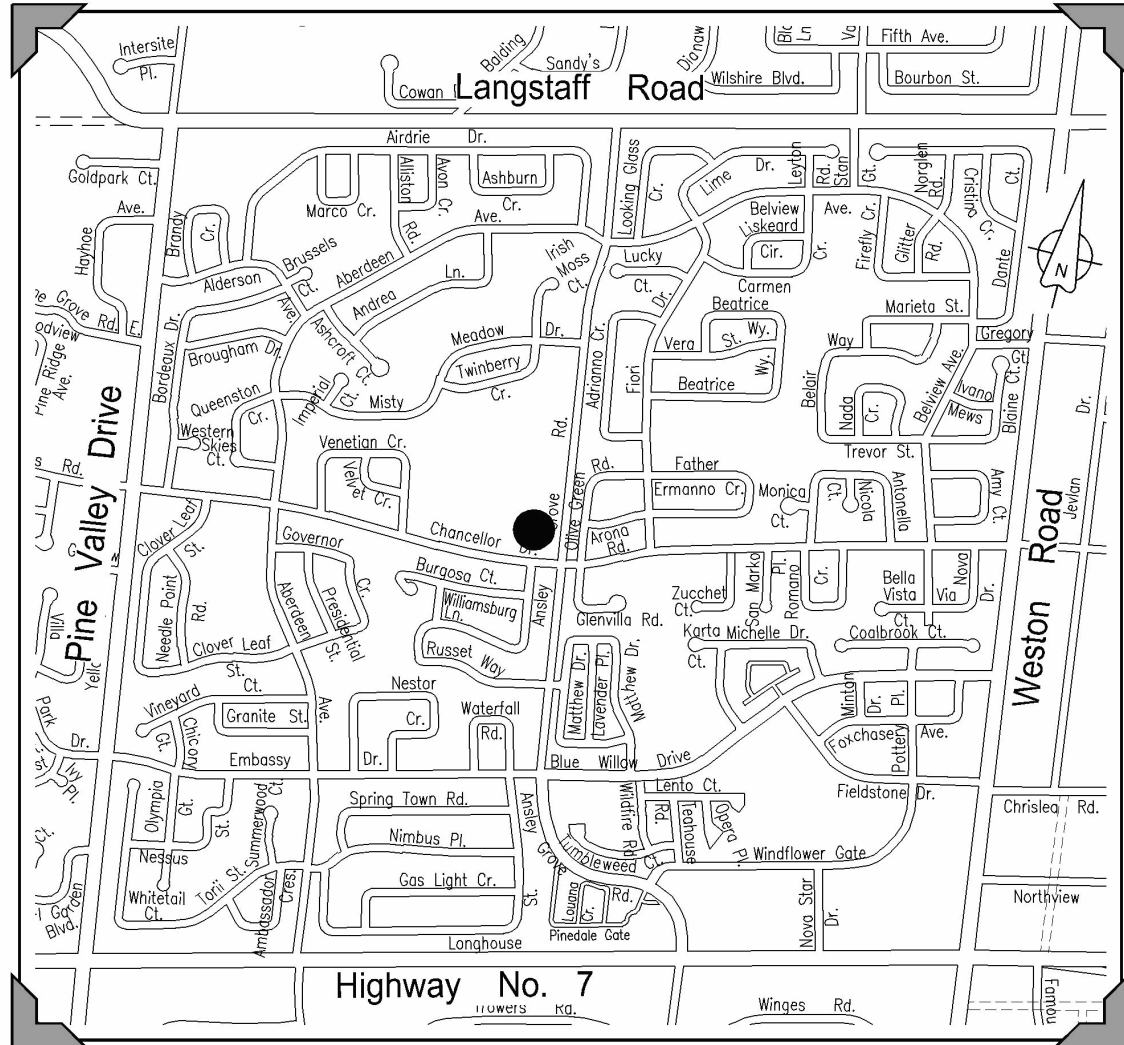 Intersite
Pl.
Balding
Sandy's
Dianaw
Ln
Fifth Ave.
Cowan
Wilshire Blvd.
Bourbon St.
Langstaff Road
Airdrie Dr.
Goldpark Ct.
Alliston
Rd.
Avon Cr.
Ashburn
Cr.
Marco Cr.
Looking Glass
Cr.
Lime Dr.
Leyton
Rd.
Stan
Gt.
Norglen
Rd.
Cristina Cr.
Ct.
Ave.
Hayhoe
Brandy
Cr.
Brussels
Ct.
Aberdeen Ave.
Belview Ave.
Liskeard
Cir.
Cr.
Firefly Cr.
Glitter
Rd.
Dante
Alderson
Ave.
Andrea Ln.
Irish
Moss
Ct.
Lucky
Ct.
Dr.
Carmen
Beatrice
Marieta St.
Grove Rd. E.
Pine Ridge
Ave.
Bordeaux Dr.
Brougham Dr.
Ashcroft Ct.
Meadow Dr.
Twinberry
Cr.
Adrianno Cr.
Fiori
Vera St. Wy.
Wy.
Beatrice
Way
Belair
Gregory
Gt.
Queenston
Cr.
Imperial
Ct.
Misty
Nada
Cr.
Belview Ave.
Ivano
Mews
Blaine Ct.
Dr.
Pine Valley Drive
Western
Skies
Ct.
Venetian Cr.
Velvet Cr.
Rd.
Trevor St.
Rd.
Olive Green Rd.
Father
Ermanno Cr.
Monica
Ct.
Nicola
Ct.
Antonella
Amy Ct.
Jevlan
Weston Road
Clover Leaf
St.
Chancellor Dr.
Arona
Rd.
Governor
Cr.
Burgosa Ct.
Williamsburg
Ln.
Ansley
Zucchet
Ct.
San Marko
Pl.
Romano
Cr.
Bella
Vista
Ct.
Via
Nova
Dr.
Needle Point
Rd.
Aberdeen
Presidential
St.
Glenvilla Rd.
Villa
Clover Leaf
St.
Russet Way
Matthew Dr.
Lavender Pl.
Matthew Dr.
Karta
Ct.
Michelle Dr.
Coalbrook Ct.
Park
Dr.
Vineyard
Ct.
Gt.
Granite St.
Ave.
Nestor
Cr.
Dr.
Waterfall
Rd.
Mintan
Dr.
Pl.
Foxchase Ave.
Pottery
Chicory
Gt.
Embassy
Blue Willow Drive
Ivy
Pl.
Olympia
Gt.
St.
Summerwood
Ct.
Spring Town Rd.
Ansley
Grove
Rd.
Wildfire Rd.
Lento Ct.
Rd.
Teahouse
Opera Pl.
Fieldstone Dr.
Chrislea Rd.
Nessus
Nimbus Pl.
Tumbleweed Ct.
Windflower Gate
Whitetail
Ct.
Torii St.
Ambassador
Cres.
Gas Light Cr.
St.
Louana
Cr.
Northview
Garden
Blvd.
Pinedale Gate
Nova Star
Dr.
Longhouse
Highway No. 7
Trowers Rd.
Winges Rd.
Famou
N